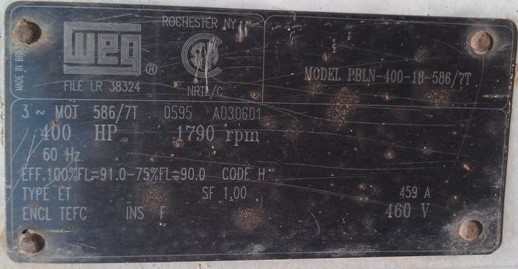 ROCHESTER NY
weg ®
NRTL/C
FILE LR 38324
MODEL PBLN-400-18-586/7T
3 ~ MOT 586/7T 0595 AD30601
400 HP 1790 rpm
60 Hz
EFF.100%FL=91.0-75%FL=90.0 CODE H
TYPE ET SF 1,00 459 A
ENCL TEFC INS F 460 V
MADE IN